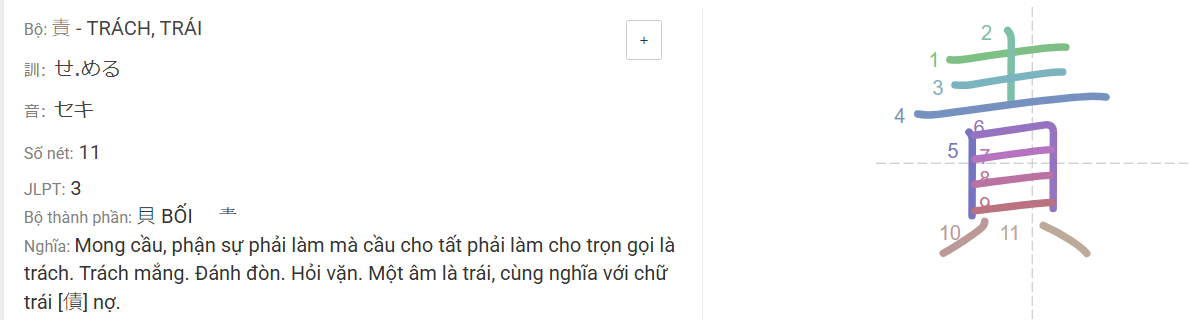 Bộ: 責 - TRÁCH, TRÁI
+
訓: せ.める
音: セキ
Số nét: 11
JLPT: 3
Bộ thành phần: 貝 BỐI 龶
Nghĩa: Mong cầu, phận sự phải làm mà cầu cho tất phải làm cho trọn gọi là
trách. Trách mắng. Đánh đòn. Hỏi vặn. Một âm là trái, cùng nghĩa với chữ
trái [債] nợ.
責
1
2
3
4
5
6
7
8
9
10
11